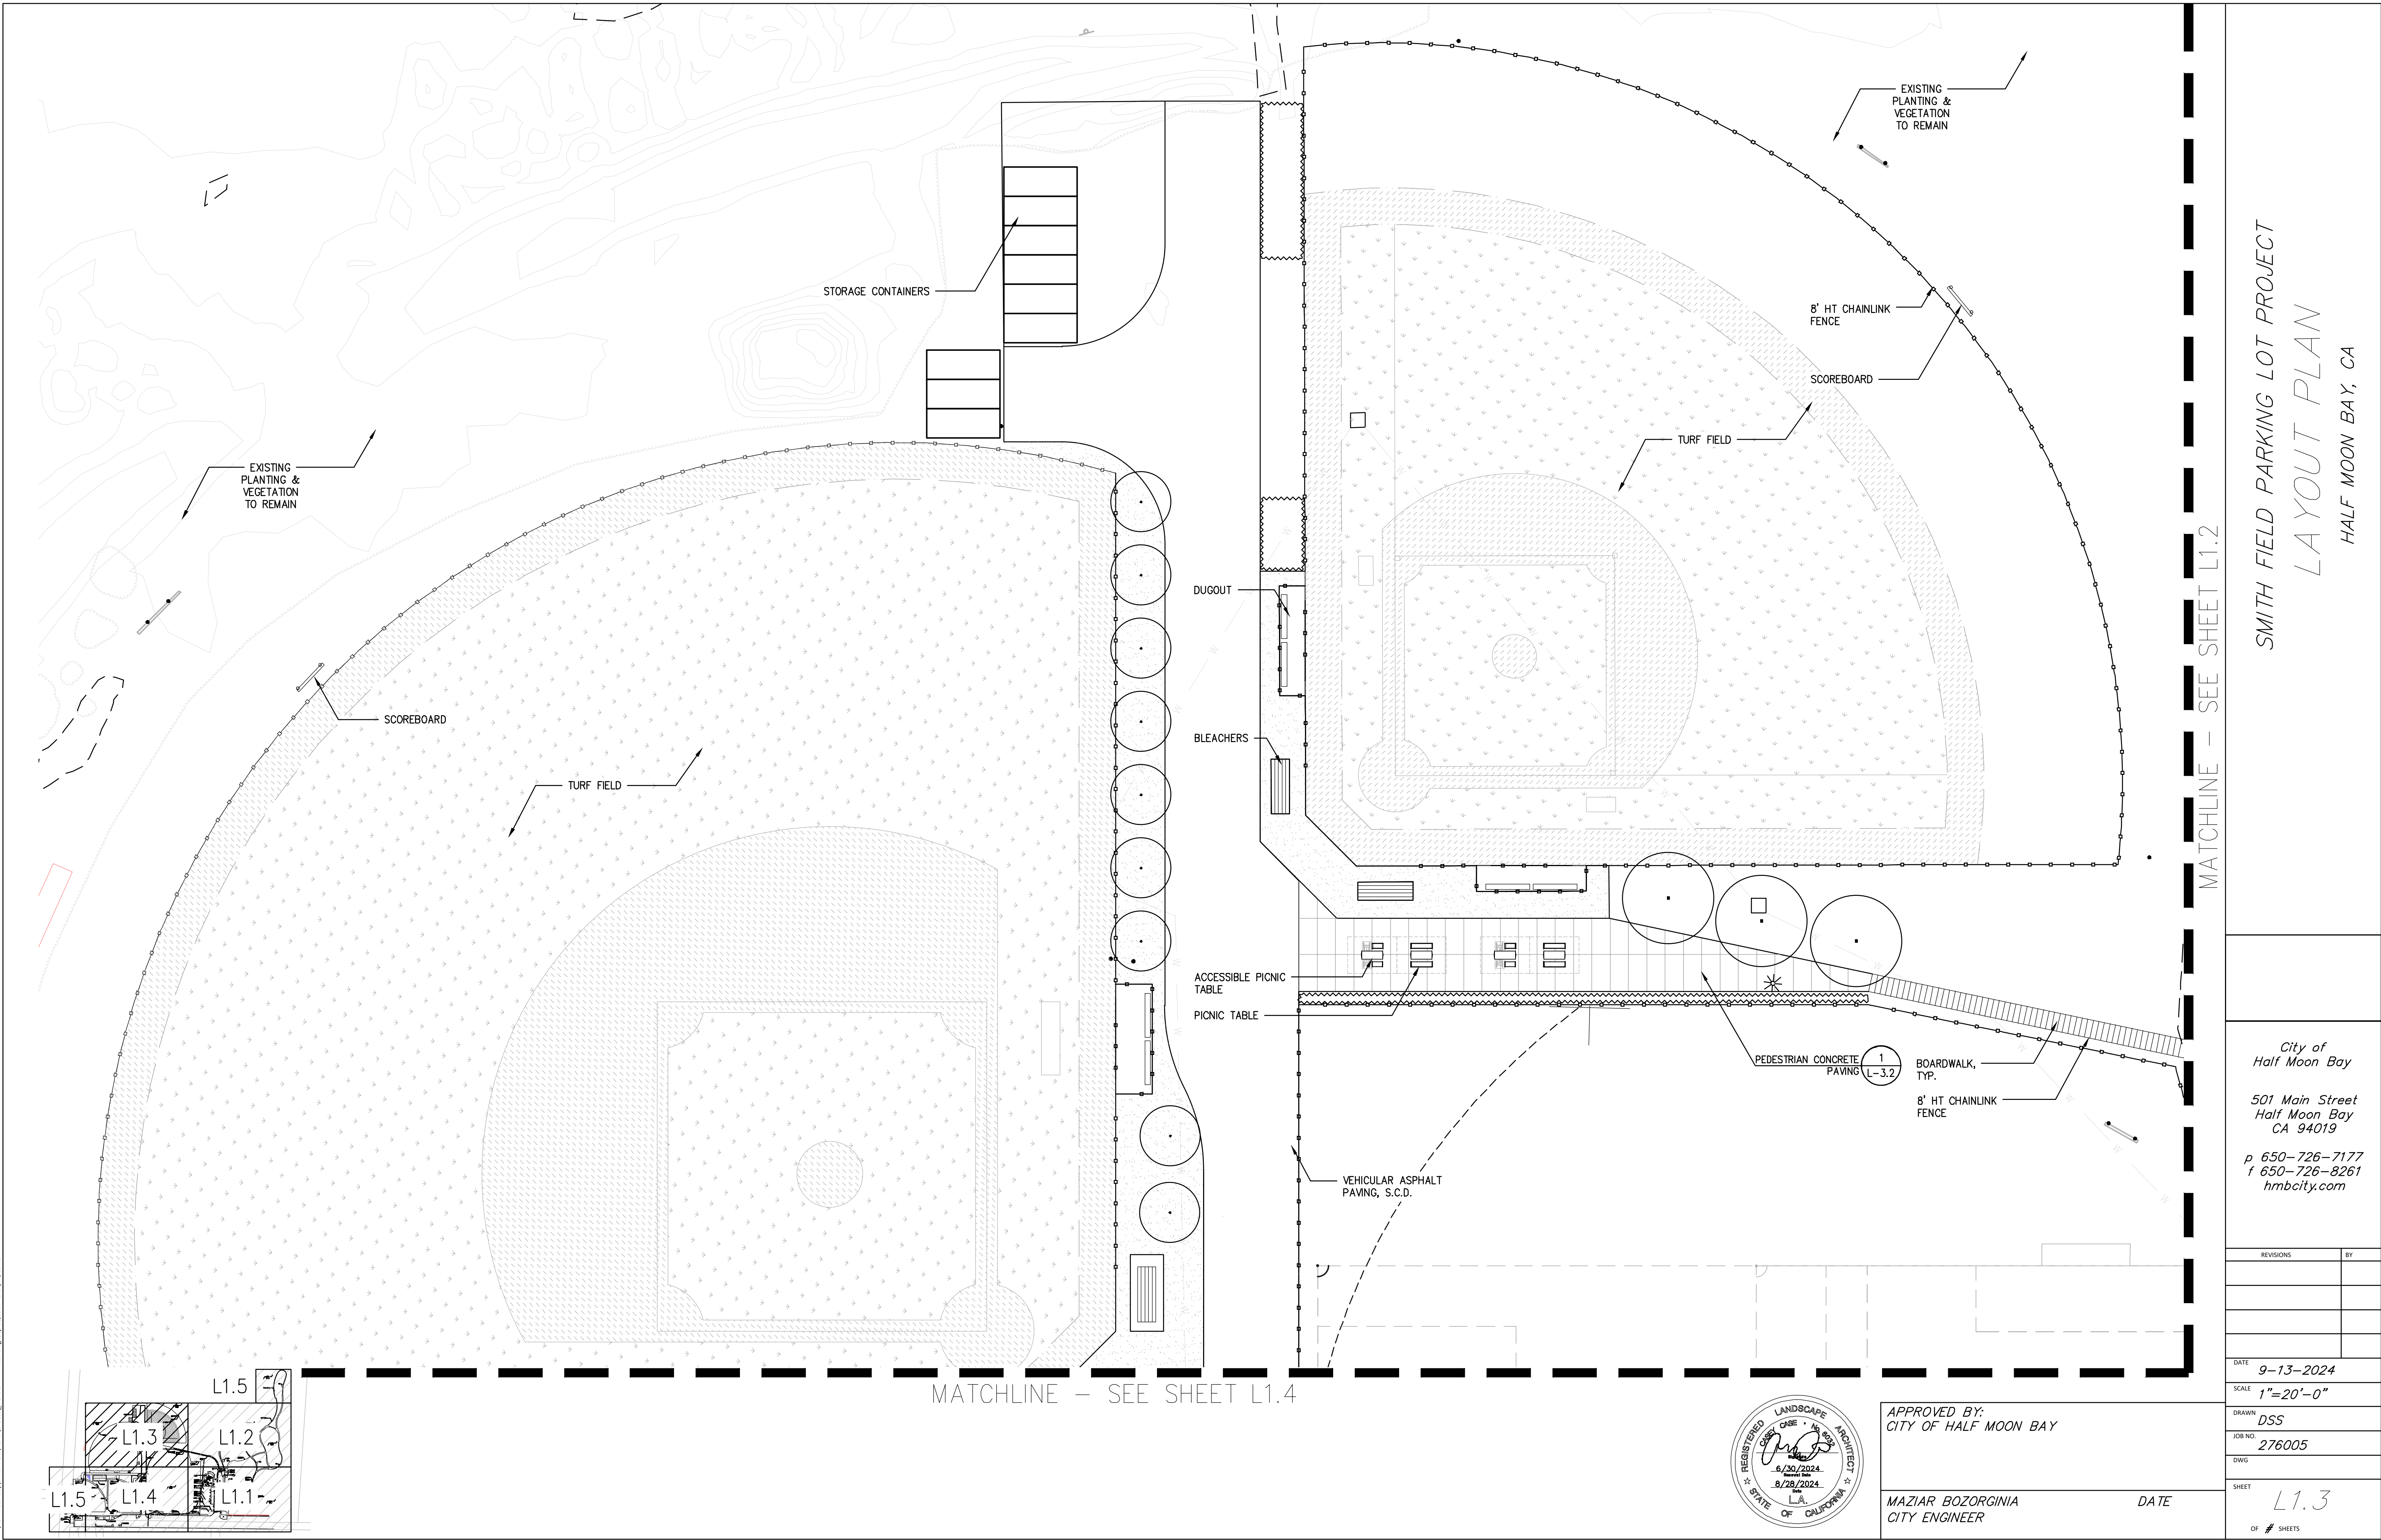 EXISTING
PLANTING &
VEGETATION
TO REMAIN
STORAGE CONTAINERS
8' HT CHAINLINK
FENCE
SCOREBOARD
TURF FIELD
EXISTING
PLANTING &
VEGETATION
TO REMAIN
DUGOUT
SCOREBOARD
BLEACHERS
TURF FIELD
ACCESSIBLE PICNIC
TABLE
PICNIC TABLE
PEDESTRIAN CONCRETE
PAVING
1
L-3.2
BOARDWALK,
TYP.
8' HT CHAINLINK
FENCE
VEHICULAR ASPHALT
PAVING, S.C.D.
MATCHLINE - SEE SHEET L1.2
MATCHLINE - SEE SHEET L1.4
L1.5
L1.3
L1.2
L1.5
L1.4
L1.1
REGISTERED LANDSCAPE ARCHITECT
CASEY CASE
6/30/2024
Renewal Date
8/28/2024
Date
L.A.
STATE OF CALIFORNIA
APPROVED BY:
CITY OF HALF MOON BAY
MAZIAR BOZORGINIA DATE
CITY ENGINEER
SMITH FIELD PARKING LOT PROJECT
LAYOUT PLAN
HALF MOON BAY, CA
City of
Half Moon Bay
501 Main Street
Half Moon Bay
CA 94019
p 650-726-7177
f 650-726-8261
hmbcity.com
REVISIONS BY
DATE 9-13-2024
SCALE 1"=20'-0"
DRAWN DSS
JOB NO. 276005
DWG
SHEET L1.3
OF # SHEETS